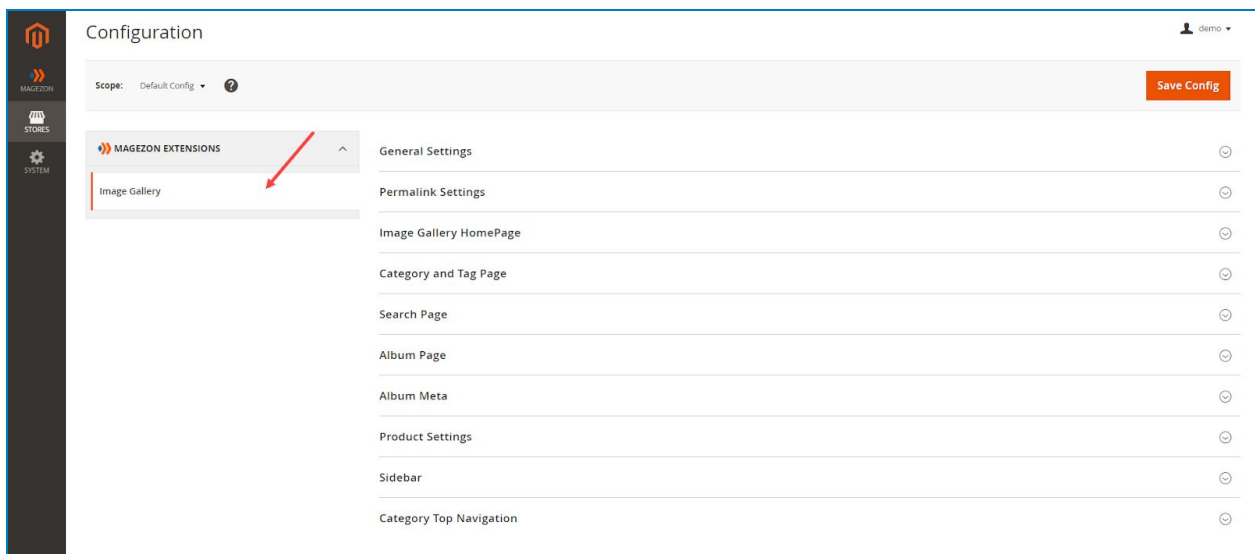 Configuration
demo
MAGEZON
STORES
SYSTEM
Scope: Default Config ?
Save Config
MAGEZON EXTENSIONS
Image Gallery
General Settings
Permalink Settings
Image Gallery HomePage
Category and Tag Page
Search Page
Album Page
Album Meta
Product Settings
Sidebar
Category Top Navigation